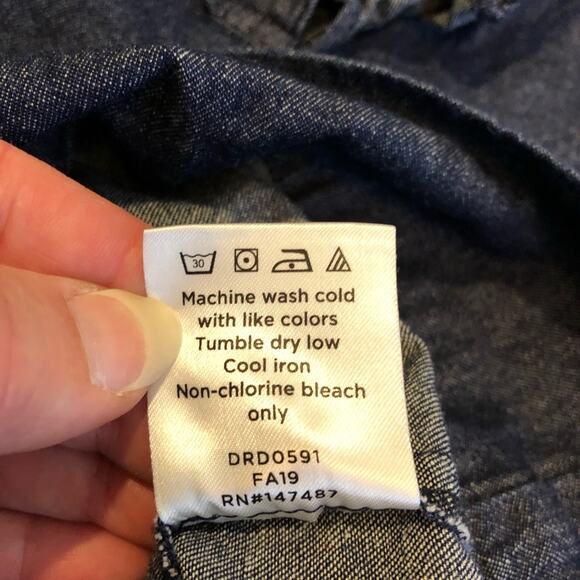 30
Machine wash cold
with like colors
Tumble dry low
Cool iron
Non-chlorine bleach
only
DRD0591
FA19
RN#147487